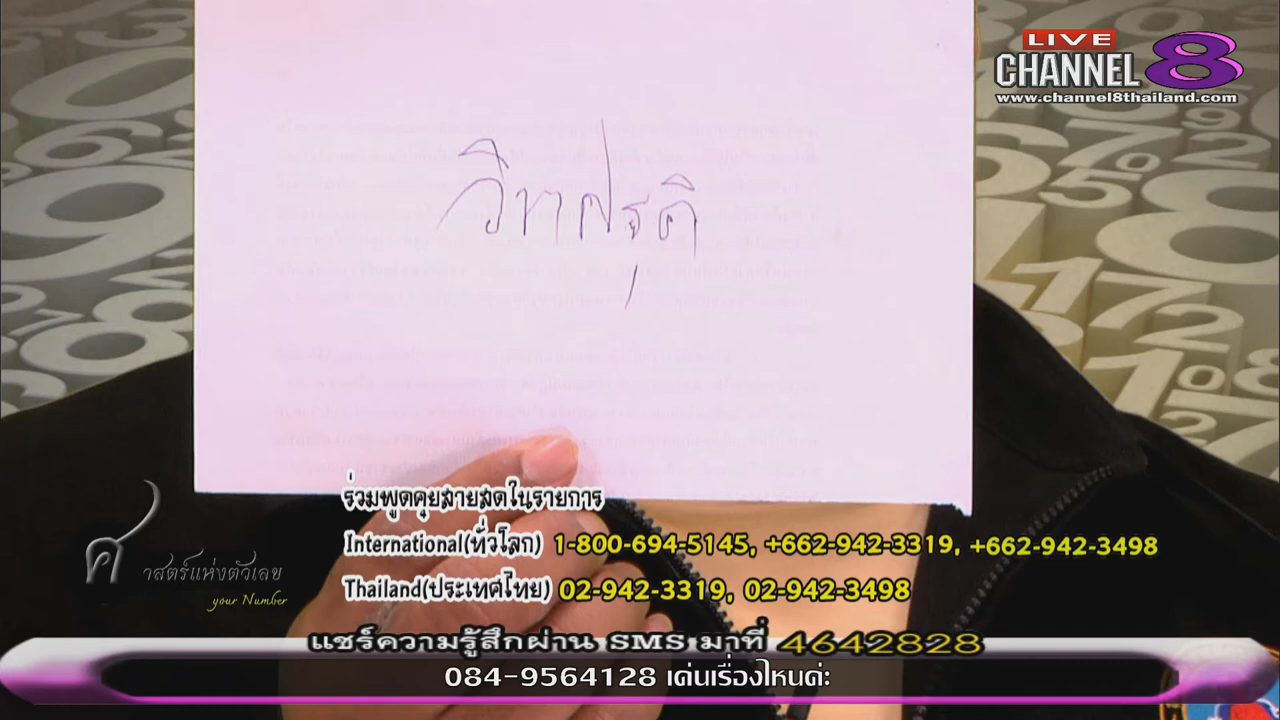 LIVE
CHANNEL 8
www.channel8thailand.com
ร่วมพูดคุยสายสดในรายการ
International(ทั่วโลก) 1-800-694-5145, +662-942-3319, +662-942-3498
Thailand(ประเทศไทย) 02-942-3319, 02-942-3498
ศาสตร์แห่งตัวเลข
your Number
แชร์ความรู้สึกผ่าน SMS มาที่ 4642828
084-9564128 เด่นเรื่องไหนค่ะ